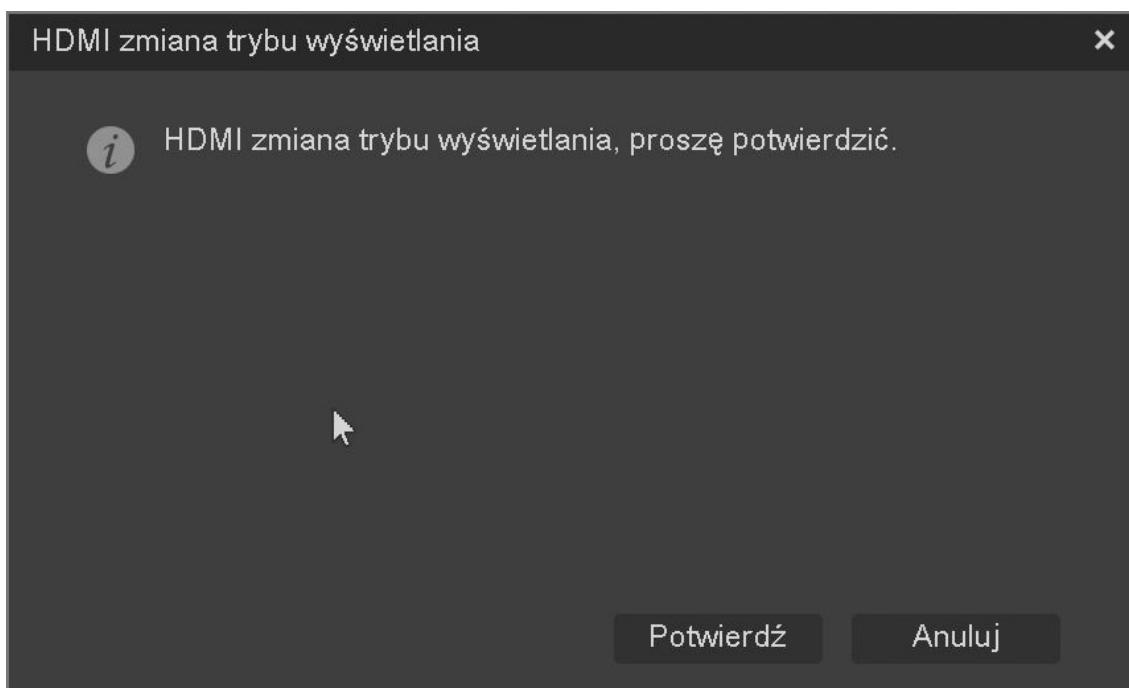 HDMI zmiana trybu wyświetlania
HDMI zmiana trybu wyświetlania, proszę potwierdzić.
Potwierdź
Anuluj